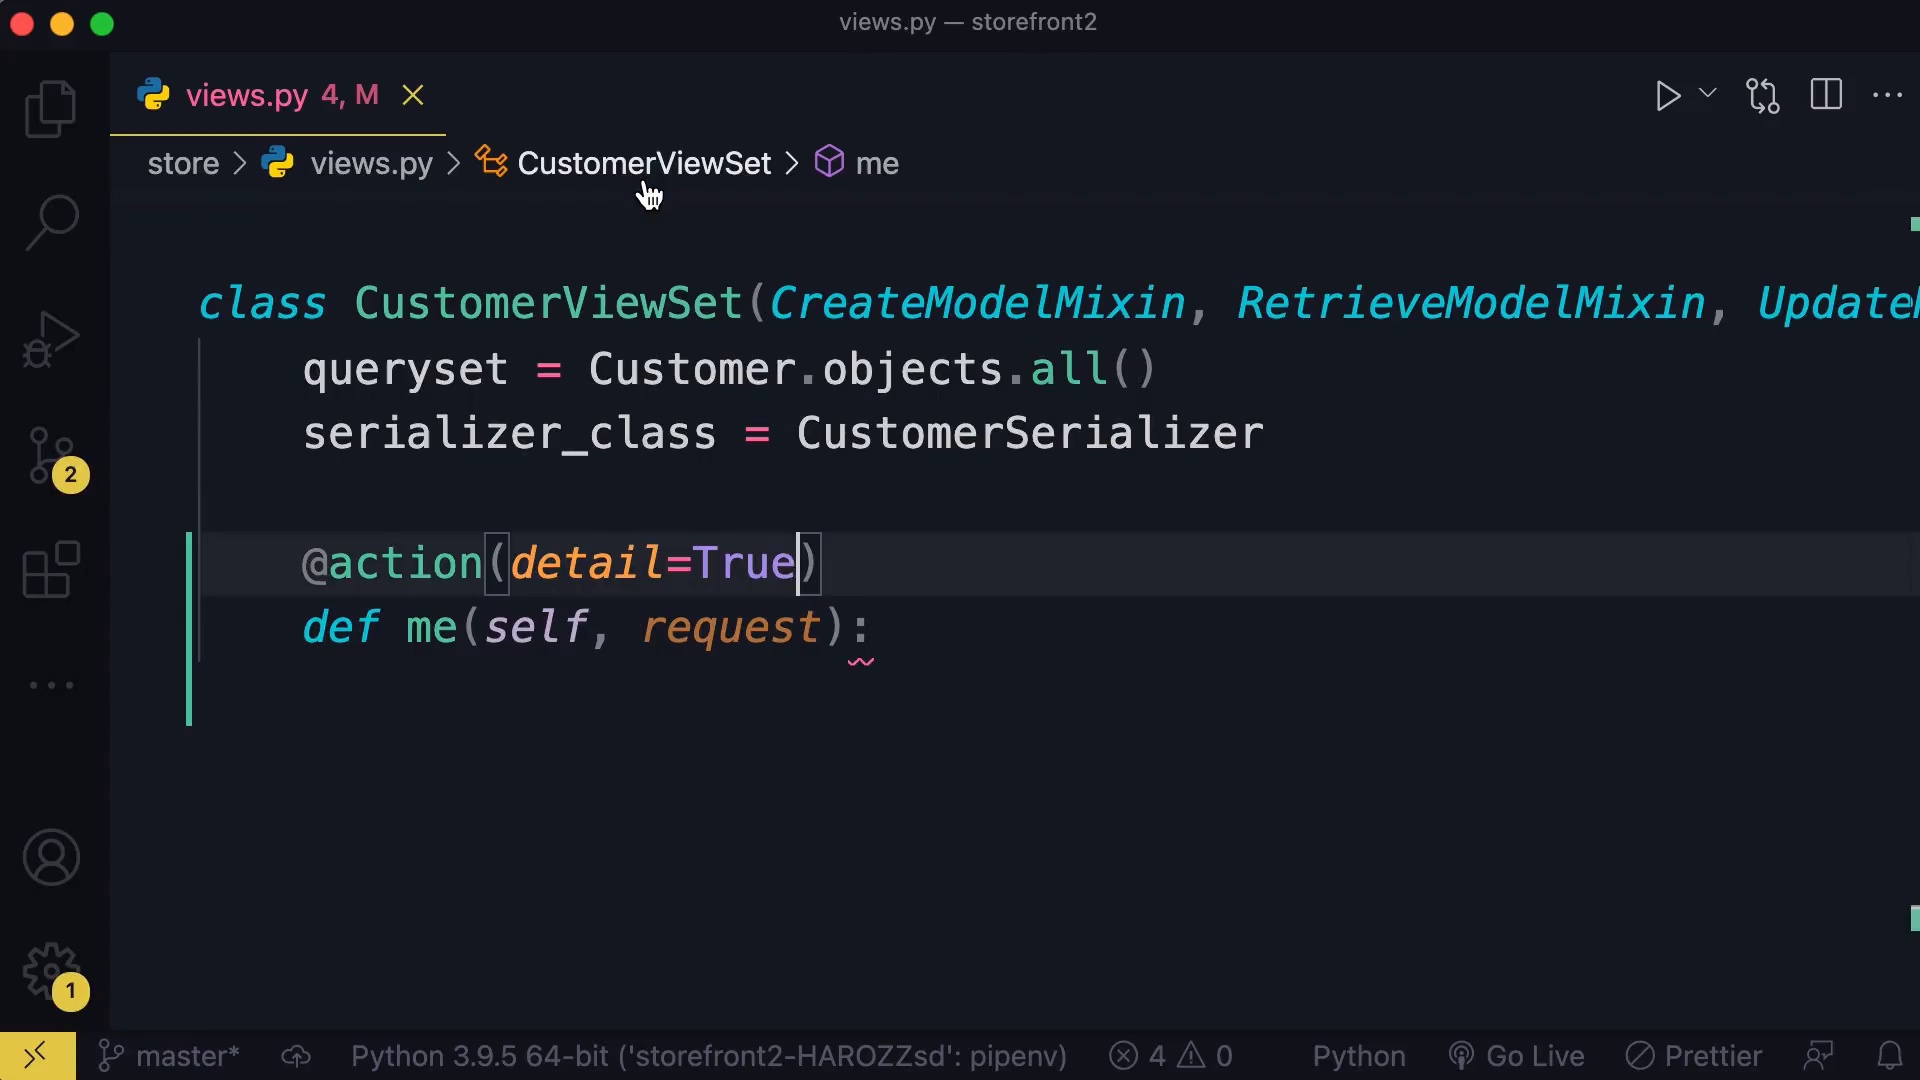 views.py — storefront2
views.py 4, M
store > views.py > CustomerViewSet > me
class CustomerViewSet(CreateModelMixin, RetrieveModelMixin, Update
queryset = Customer.objects.all()
serializer_class = CustomerSerializer
@action(detail=True)
def me(self, request):
2
1
master* Python 3.9.5 64-bit ('storefront2-HAROZZsd': pipenv) 4 0 Python Go Live Prettier